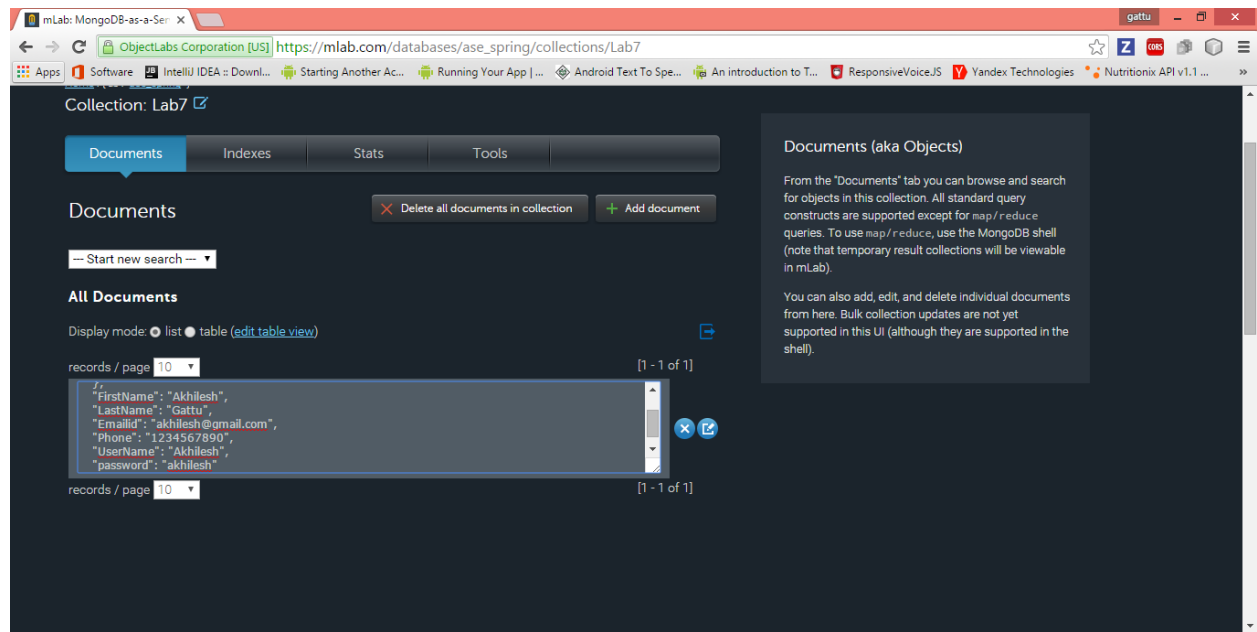 mLab: MongoDB-as-a-Ser
gattu
ObjectLabs Corporation [US] https://mlab.com/databases/ase_spring/collections/Lab7
Apps Software IntelliJ IDEA :: Downl... Starting Another Ac... Running Your App | ... Android Text To Spe... An introduction to T... ResponsiveVoice.JS Yandex Technologies Nutritionix API v1.1 ... »
Collection: Lab7
Documents Indexes Stats Tools
Documents
Delete all documents in collection
Add document
--- Start new search ---
All Documents
Display mode: list table (edit table view)
records / page 10 [1 - 1 of 1]
},
"FirstName": "Akhilesh",
"LastName": "Gattu",
"Emailid": "akhilesh@gmail.com",
"Phone": "1234567890",
"UserName": "Akhilesh",
"password": "akhilesh"
records / page 10 [1 - 1 of 1]
Documents (aka Objects)
From the "Documents" tab you can browse and search
for objects in this collection. All standard query
constructs are supported except for map/reduce
queries. To use map/reduce, use the MongoDB shell
(note that temporary result collections will be viewable
in mLab).
You can also add, edit, and delete individual documents
from here. Bulk collection updates are not yet
supported in this UI (although they are supported in the
shell).